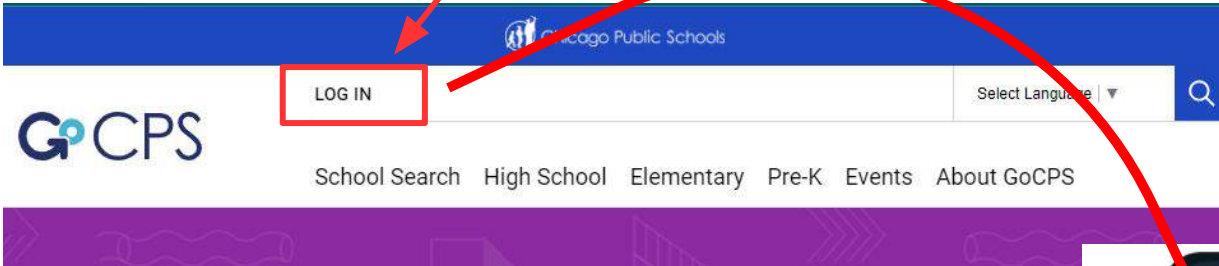 Chicago Public Schools
LOG IN
Select Language | ▼
GoCPS
School Search High School Elementary Pre-K Events About GoCPS